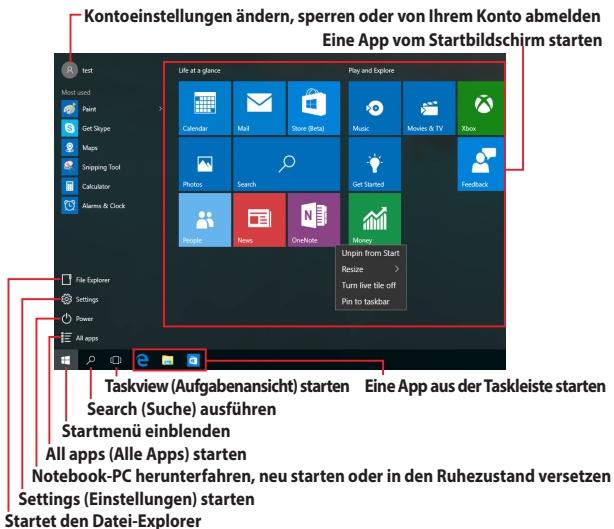 Kontoeinstellungen ändern, sperren oder von Ihrem Konto abmelden
Eine App vom Startbildschirm starten
test
Life at a glance
Play and Explore
Most used
Paint
Get Skype
Maps
Snipping Tool
Calculator
Alarms & Clock
Calendar
Mail
Store (Beta)
Music
Movies & TV
Xbox
Photos
Search
Get Started
Feedback
People
News
OneNote
Money
Unpin from Start
Resize
Turn live tile off
Pin to taskbar
File Explorer
Settings
Power
All apps
Taskview (Aufgabenansicht) starten
Eine App aus der Taskleiste starten
Search (Suche) ausführen
Startmenü einblenden
All apps (Alle Apps) starten
Notebook-PC herunterfahren, neu starten oder in den Ruhezustand versetzen
Settings (Einstellungen) starten
Startet den Datei-Explorer